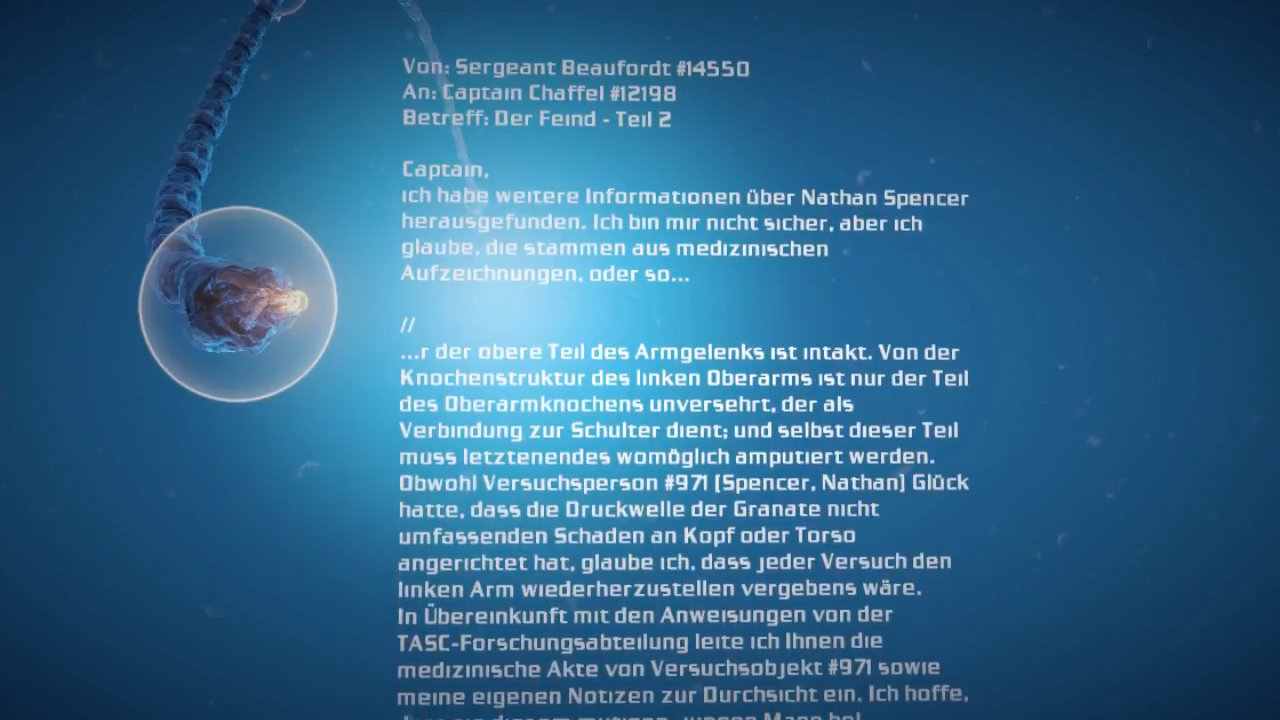 Von: Sergeant Beaufordt #14550
An: Captain Chaffel #12198
Betreff: Der Feind - Teil 2
Captain,
ich habe weitere Informationen über Nathan Spencer
herausgefunden. Ich bin mir nicht sicher, aber ich
glaube, die stammen aus medizinischen
Aufzeichnungen, oder so...
//
...r der obere Teil des Armgelenks ist intakt. Von der
Knochenstruktur des linken Oberarms ist nur der Teil
des Oberarmknochens unversehrt, der als
Verbindung zur Schulter dient; und selbst dieser Teil
muss letztenendes womöglich amputiert werden.
Obwohl Versuchsperson #971 [Spencer, Nathan] Glück
hatte, dass die Druckwelle der Granate nicht
umfassenden Schaden an Kopf oder Torso
angerichtet hat, glaube ich, dass jeder Versuch den
linken Arm wiederherzustellen vergebens wäre.
In Übereinkunft mit den Anweisungen von der
TASC-Forschungsabteilung leite ich Ihnen die
medizinische Akte von Versuchsobjekt #971 sowie
meine eigenen Notizen zur Durchsicht ein. Ich hoffe,